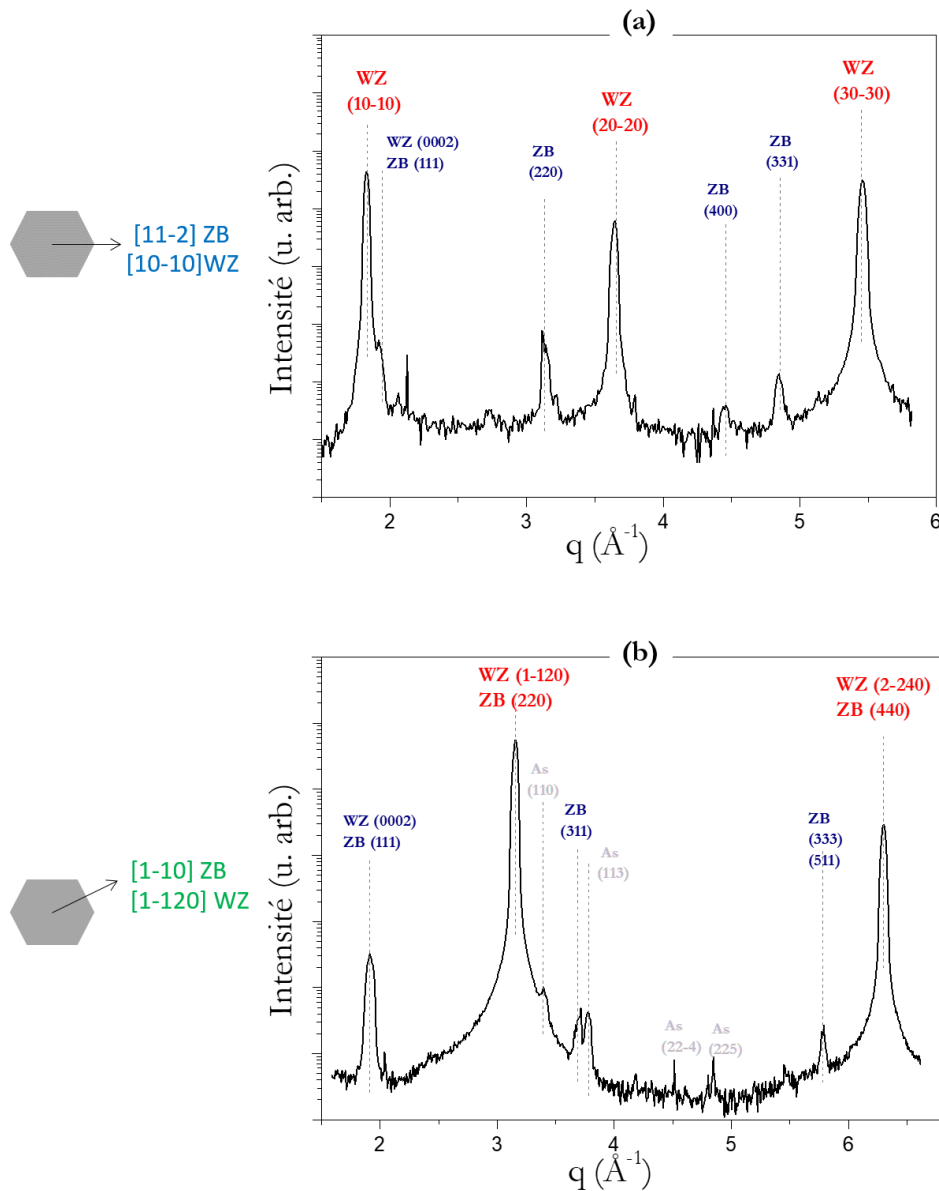 (a)
WZ
(10-10)
WZ (0002)
ZB (111)
ZB
(220)
WZ
(20-20)
ZB
(400)
ZB
(331)
WZ
(30-30)
[11-2] ZB
[10-10]WZ
Intensité (u. arb.)
2
3
4
5
6
q (Å⁻¹)
(b)
WZ (1-120)
ZB (220)
WZ (2-240)
ZB (440)
WZ (0002)
ZB (111)
As
(110)
ZB
(311)
As
(113)
As
(22-4)
As
(225)
ZB
(333)
(511)
[1-10] ZB
[1-120] WZ
Intensité (u. arb.)
2
3
4
5
6
q (Å⁻¹)